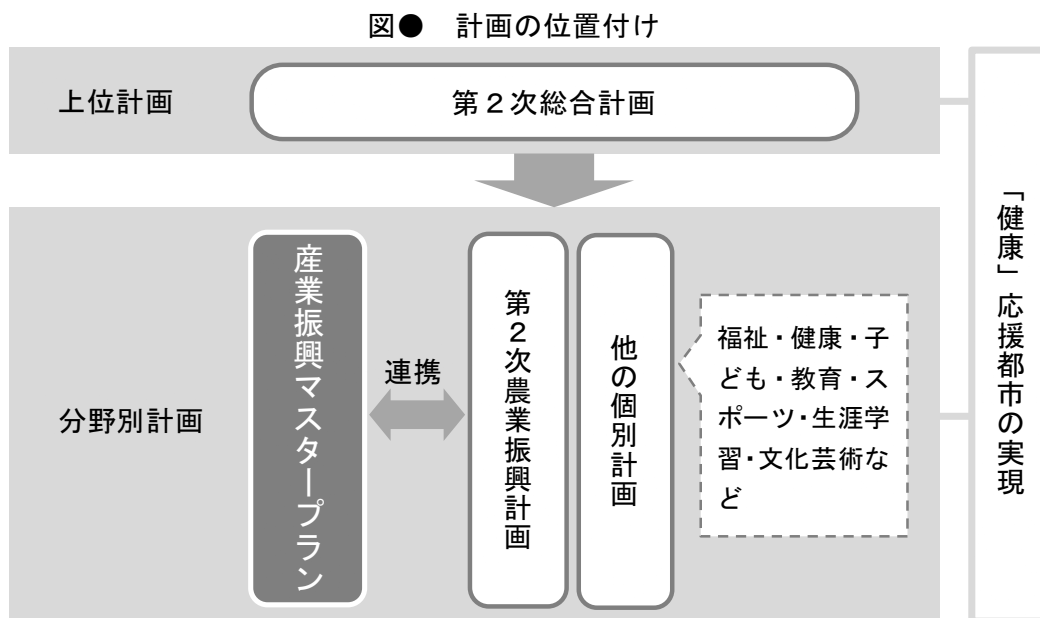 図●　計画の位置付け
上位計画
第２次総合計画
分野別計画
産業振興マスタープラン
連携
第２次農業振興計画
他の個別計画
福祉・健康・子
ども・教育・ス
ポーツ・生涯学
習・文化芸術な
ど
「健康」応援都市の実現